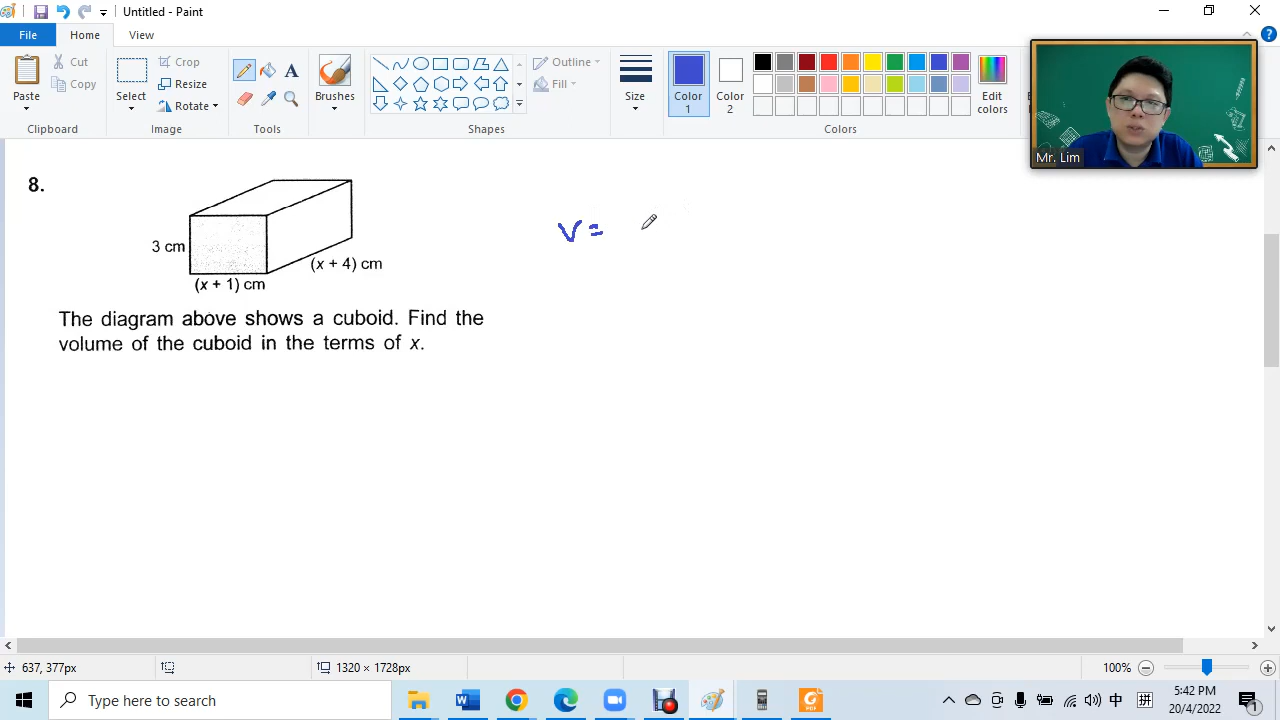 Untitled - Paint
File
Home
View
Paste
Cut
Copy
Clipboard
Select
Crop
Resize
Rotate
Image
A
Tools
Brushes
Outline
Fill
Shapes
Size
Color
1
Color
2
Edit
colors
Colors
Mr. Lim
8.
3 cm
(x + 4) cm
(x + 1) cm
V =
The diagram above shows a cuboid. Find the
volume of the cuboid in the terms of x.
637, 377px
1320 × 1728px
100%
Type here to search
中
拼
5:42 PM
20/4/2022
1